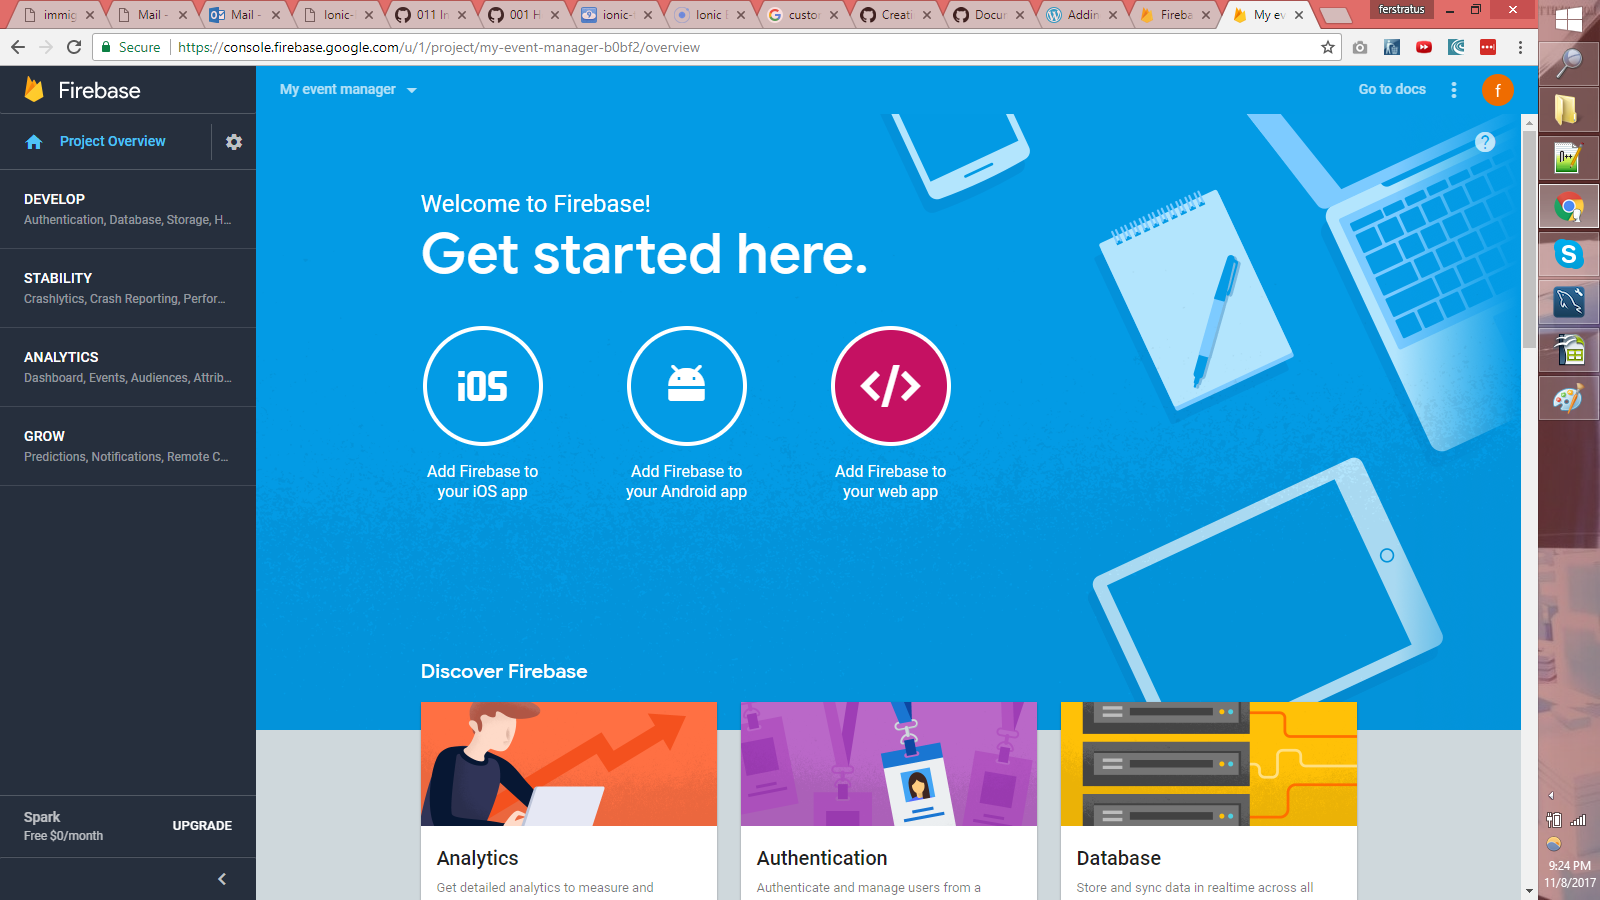 immig
Mail -
Mail -
Ionic-
011 In
001 H
ionic-
Ionic
custo
Creati
Docum
Addin
Fireba
My ev
ferstratus
Secure
https://console.firebase.google.com/u/1/project/my-event-manager-b0bf2/overview
Firebase
My event manager
Go to docs
f
Project Overview
?
DEVELOP
Authentication, Database, Storage, H...
STABILITY
Crashlytics, Crash Reporting, Perfor...
ANALYTICS
Dashboard, Events, Audiences, Attrib...
GROW
Predictions, Notifications, Remote C...
Welcome to Firebase!
Get started here.
iOS
</>
Add Firebase to
your iOS app
Add Firebase to
your Android app
Add Firebase to
your web app
Discover Firebase
Analytics
Get detailed analytics to measure and
Authentication
Authenticate and manage users from a
Database
Store and sync data in realtime across all
Spark
Free $0/month
UPGRADE
9:24 PM
11/8/2017